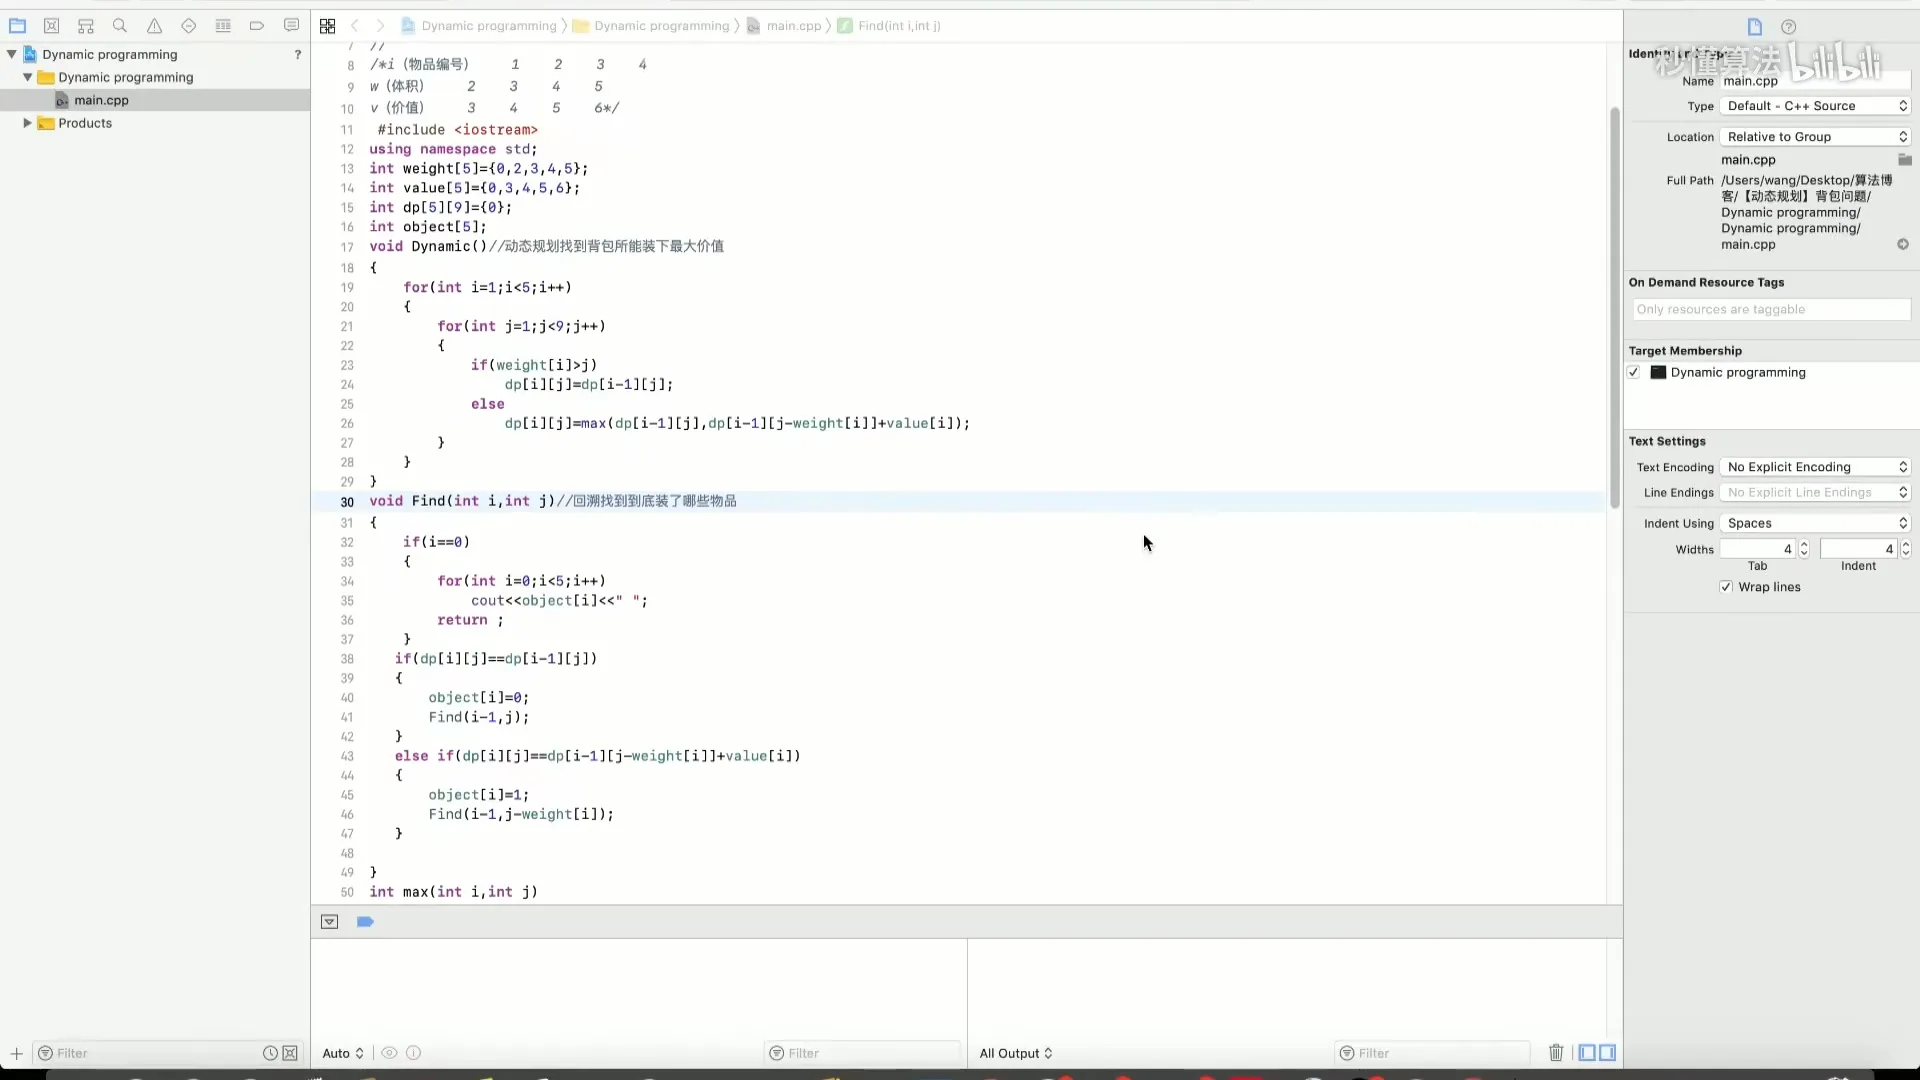 Dynamic programming ?
Dynamic programming
main.cpp
Products
Filter
Dynamic programming 〉 Dynamic programming 〉 main.cpp 〉 f Find(int i,int j)
7 //
8 /*i（物品编号） 1 2 3 4
9 w（体积） 2 3 4 5
10 v（价值） 3 4 5 6*/
11 #include <iostream>
12 using namespace std;
13 int weight[5]={0,2,3,4,5};
14 int value[5]={0,3,4,5,6};
15 int dp[5][9]={0};
16 int object[5];
17 void Dynamic()//动态规划找到背包所能装下最大价值
18 {
19 for(int i=1;i<5;i++)
20 {
21 for(int j=1;j<9;j++)
22 {
23 if(weight[i]>j)
24 dp[i][j]=dp[i-1][j];
25 else
26 dp[i][j]=max(dp[i-1][j],dp[i-1][j-weight[i]]+value[i]);
27 }
28 }
29 }
30 void Find(int i,int j)//回溯找到到底装了哪些物品
31 {
32 if(i==0)
33 {
34 for(int i=0;i<5;i++)
35 cout<<object[i]<<" ";
36 return ;
37 }
38 if(dp[i][j]==dp[i-1][j])
39 {
40 object[i]=0;
41 Find(i-1,j);
42 }
43 else if(dp[i][j]==dp[i-1][j-weight[i]]+value[i])
44 {
45 object[i]=1;
46 Find(i-1,j-weight[i]);
47 }
48
49 }
50 int max(int i,int j)
Auto
Filter
All Output
Filter
秒懂算法 bilibili
Name main.cpp
Type Default - C++ Source
Location Relative to Group
main.cpp
Full Path /Users/wang/Desktop/算法博
客/【动态规划】背包问题/
Dynamic programming/
Dynamic programming/
main.cpp
On Demand Resource Tags
Only resources are taggable
Target Membership
Dynamic programming
Text Settings
Text Encoding No Explicit Encoding
Line Endings No Explicit Line Endings
Indent Using Spaces
Widths 4 4
Tab Indent
Wrap lines